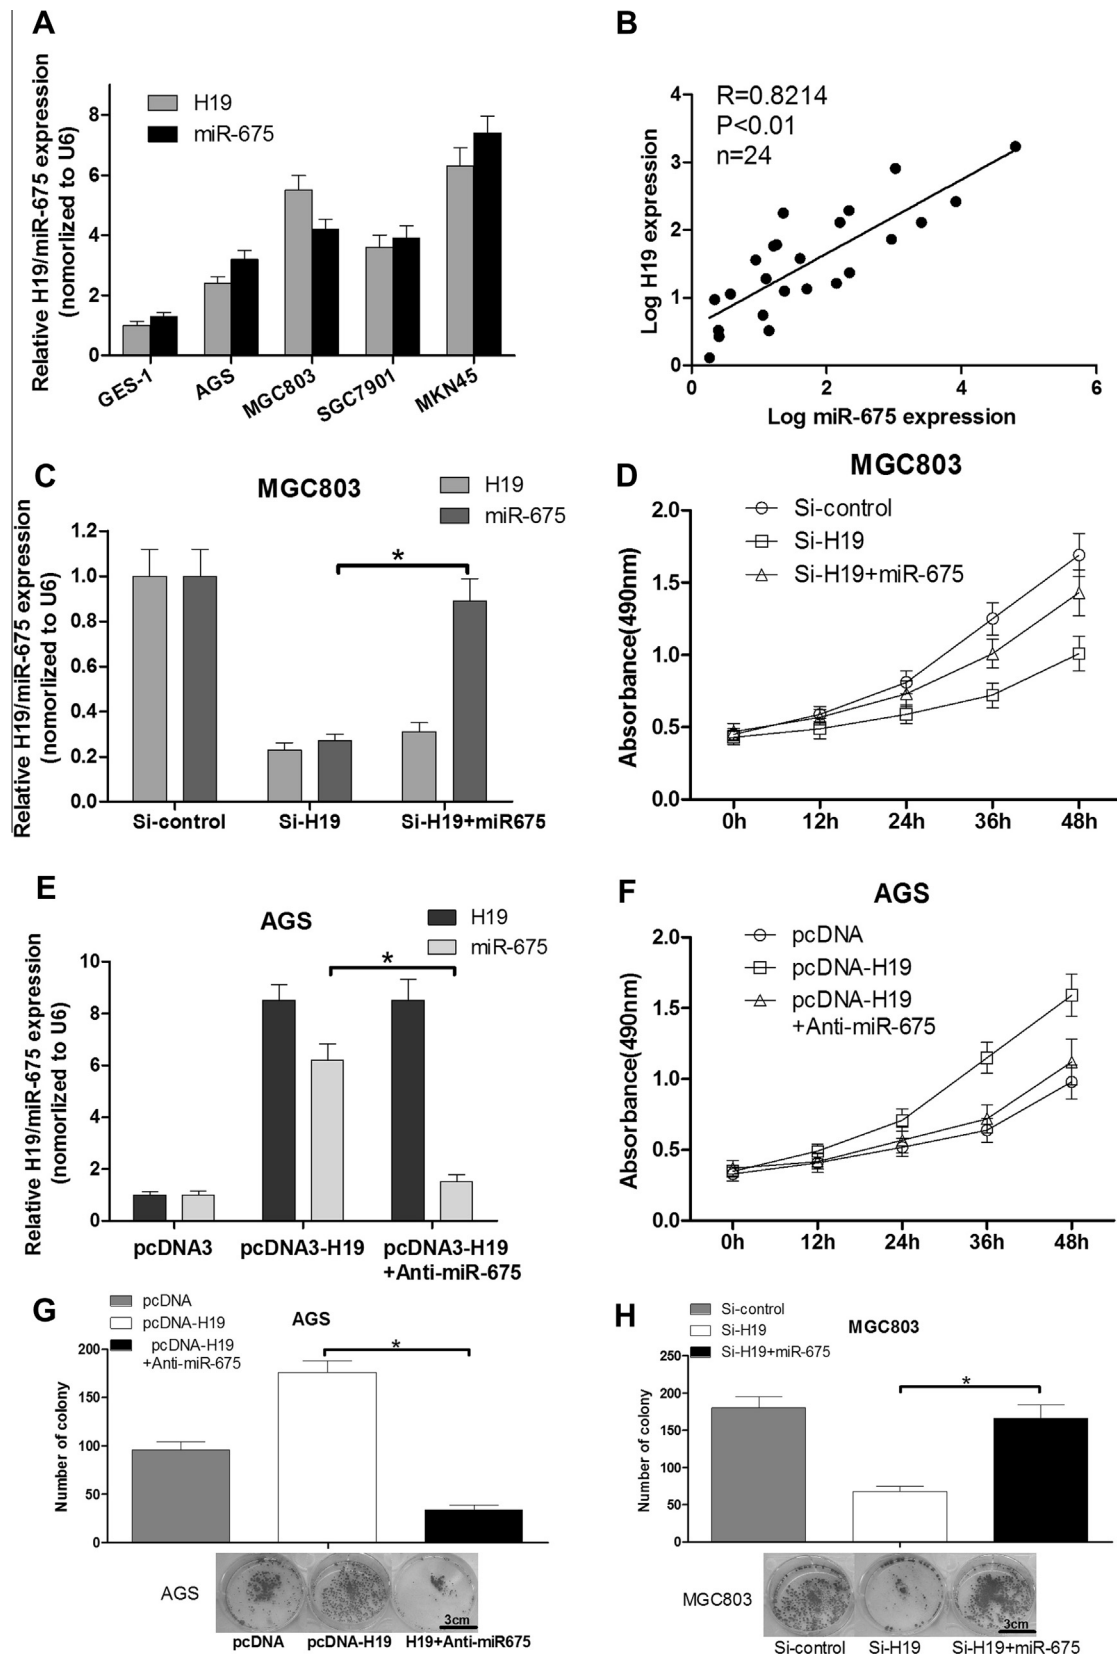 A
Relative H19/miR-675 expression
(nomorlized to U6)
H19
miR-675
8
6
4
2
0
GES-1
AGS
MGC803
SGC7901
MKN45
B
R=0.8214
P<0.01
n=24
Log H19 expression
4
3
2
1
0
0
2
4
6
Log miR-675 expression
C
MGC803
H19
miR-675
Relative H19/miR-675 expression
(nomorlized to U6)
1.2
1.0
0.8
0.6
0.4
0.2
0.0
*
Si-control
Si-H19
Si-H19+miR675
D
MGC803
Si-control
Si-H19
Si-H19+miR-675
Absorbance(490nm)
2.0
1.5
1.0
0.5
0.0
0h
12h
24h
36h
48h
E
AGS
H19
miR-675
Relative H19/miR-675 expression
(nomorlized to U6)
10
8
6
4
2
0
*
pcDNA3
pcDNA3-H19
pcDNA3-H19
+Anti-miR-675
F
AGS
pcDNA
pcDNA-H19
pcDNA-H19
+Anti-miR-675
Absorbance(490nm)
2.0
1.5
1.0
0.5
0.0
0h
12h
24h
36h
48h
G
pcDNA
pcDNA-H19
pcDNA-H19
+Anti-miR-675
AGS
Number of colony
200
150
100
50
0
*
AGS
3cm
pcDNA
pcDNA-H19
H19+Anti-miR675
H
Si-control
Si-H19
Si-H19+miR-675
MGC803
Number of colony
250
200
150
100
50
0
*
MGC803
3cm
Si-control
Si-H19
Si-H19+miR-675